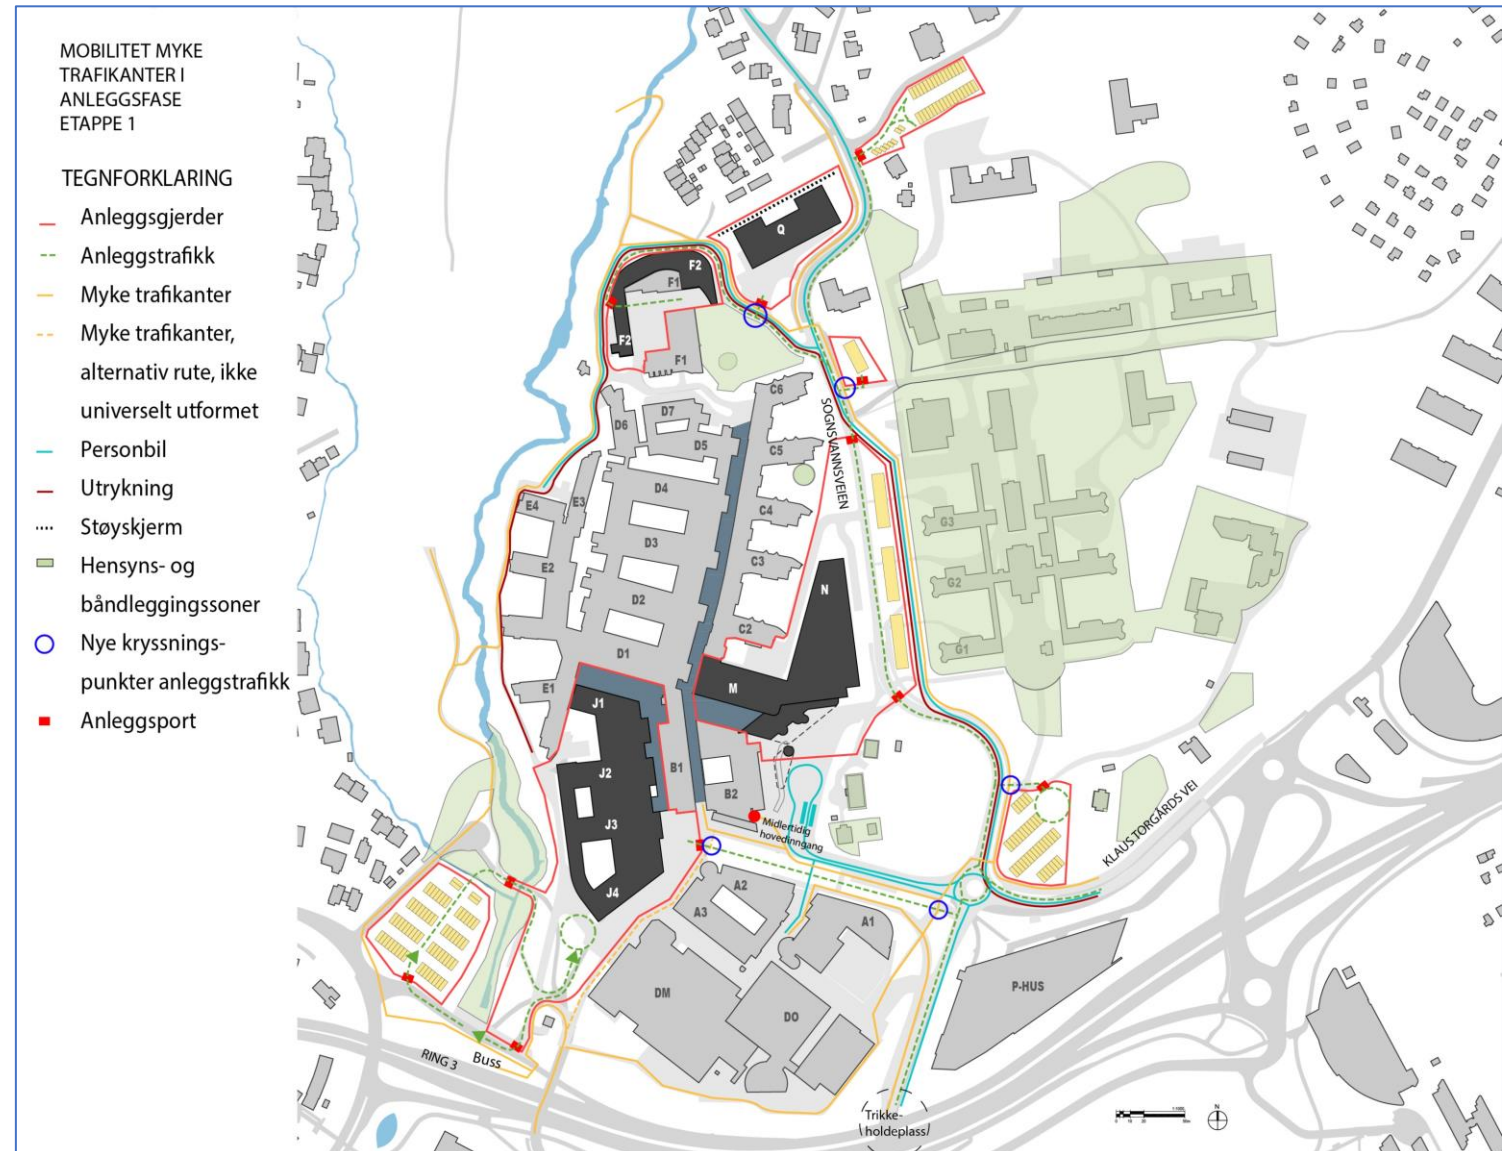 MOBILITET MYKE
TRAFIKANTER I
ANLEGGSFASE
ETAPPE 1
TEGNFORKLARING
Anleggsgjerder
Anleggstrafikk
Myke trafikanter
Myke trafikanter,
alternativ rute, ikke
universelt utformet
Personbil
Utrykning
Støyskjerm
Hensyns- og
båndleggingssoner
Nye kryssnings-
punkter anleggstrafikk
Anleggsport
Q
F2
F1
F2
F1
C6
D7
D6
D5
C5
SOGNSVANNSVEIEN
D4
E3
E4
C4
G3
D3
C3
E2
N
G2
D2
C2
G1
D1
E1
M
J1
B1
J2
B2
J3
Midlertidig
hovedinngang
KLAUS TORGÅRDS VEI
J4
A2
A3
A1
DM
DO
P-HUS
RING 3
Buss
Trikke-
holdeplass
N